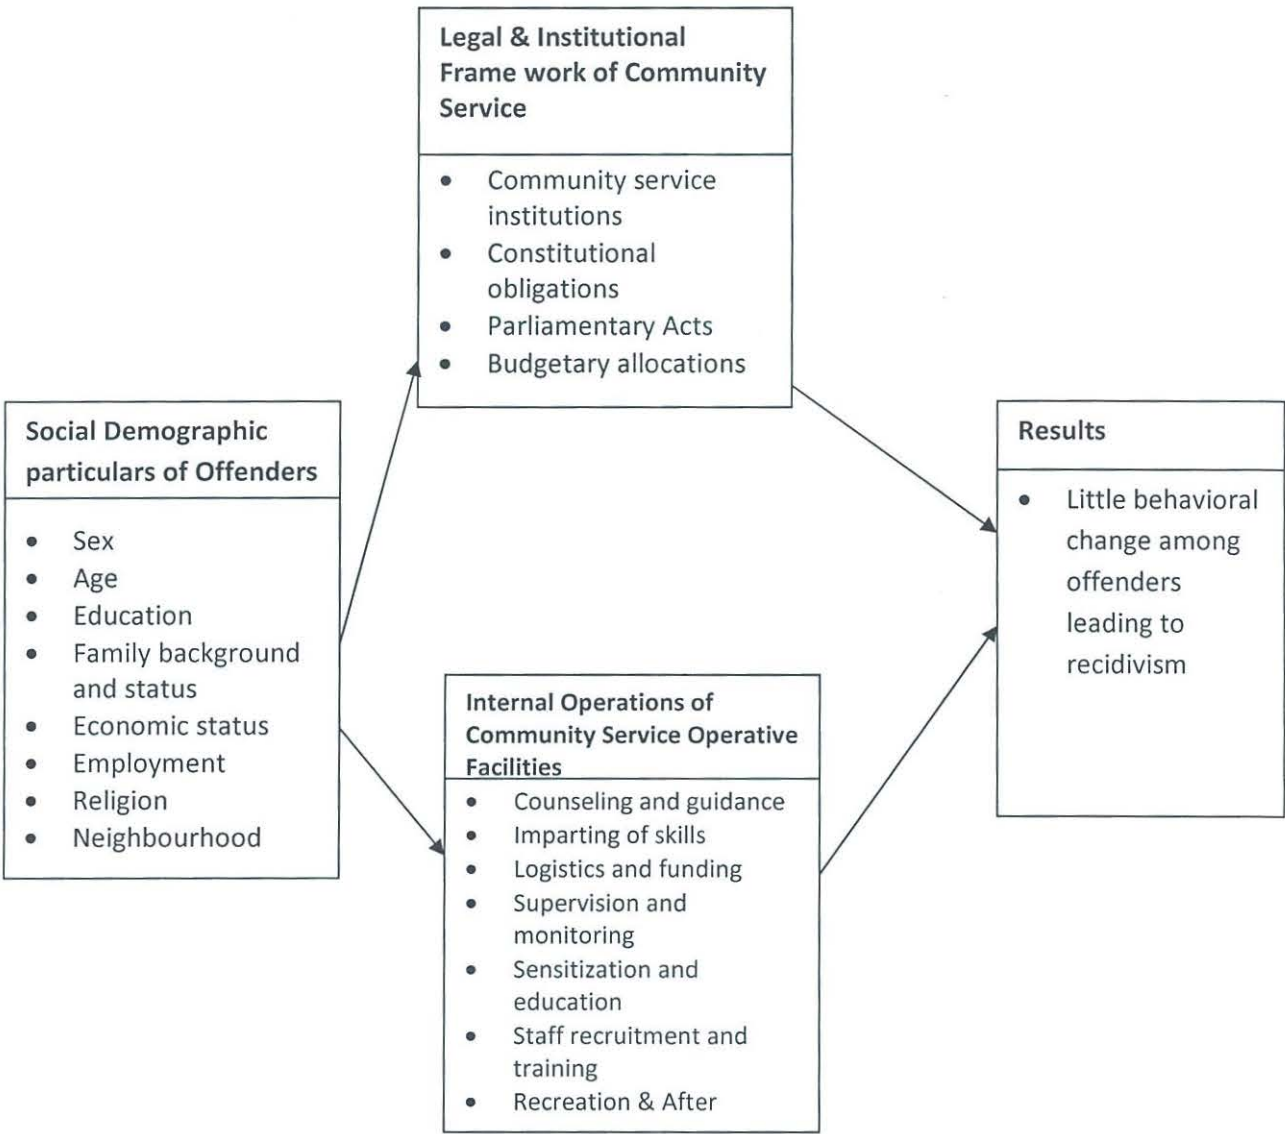 Legal & Institutional
Frame work of Community
Service
• Community service
institutions
• Constitutional
obligations
• Parliamentary Acts
• Budgetary allocations
Social Demographic
particulars of Offenders
• Sex
• Age
• Education
• Family background
and status
• Economic status
• Employment
• Religion
• Neighbourhood
Internal Operations of
Community Service Operative
Facilities
• Counseling and guidance
• Imparting of skills
• Logistics and funding
• Supervision and
monitoring
• Sensitization and
education
• Staff recruitment and
training
• Recreation & After
Results
• Little behavioral
change among
offenders
leading to
recidivism